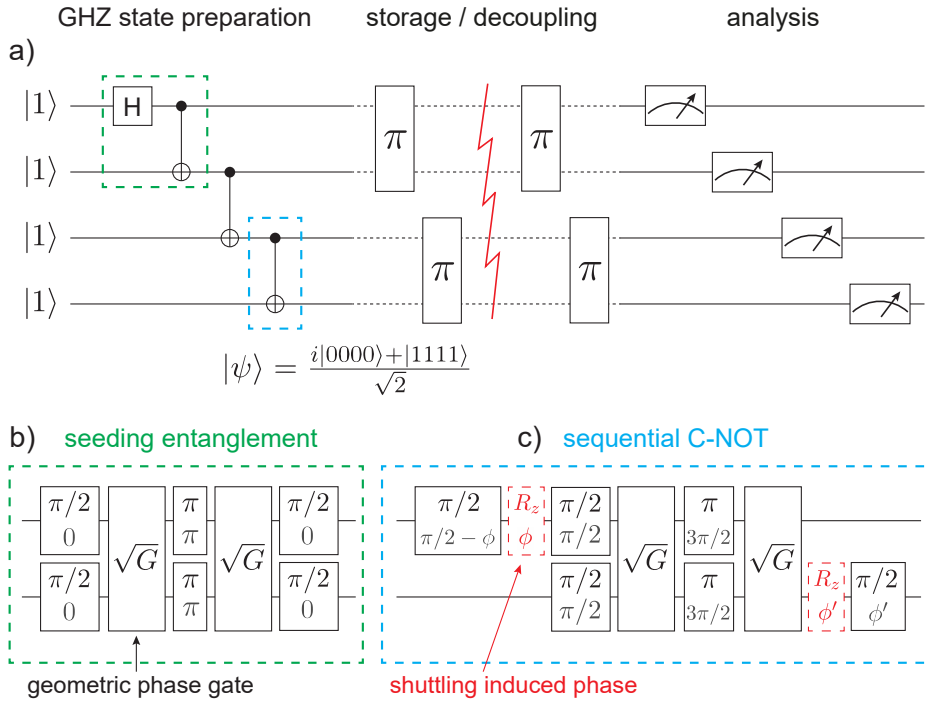 GHZ state preparation storage / decoupling analysis
a)
|1⟩ H π π
|1⟩
|1⟩ π π
|1⟩
|ψ⟩ = i|0000⟩+|1111⟩ / √2
b) seeding entanglement
π/2 √G π √G π/2
0 π 0
π/2 π π/2
0 π 0
geometric phase gate
c) sequential C-NOT
π/2 R_z π/2 √G π √G
π/2 − ϕ ϕ π/2 3π/2
π/2 π R_z π/2
π/2 3π/2 ϕ′ ϕ′
shuttling induced phase